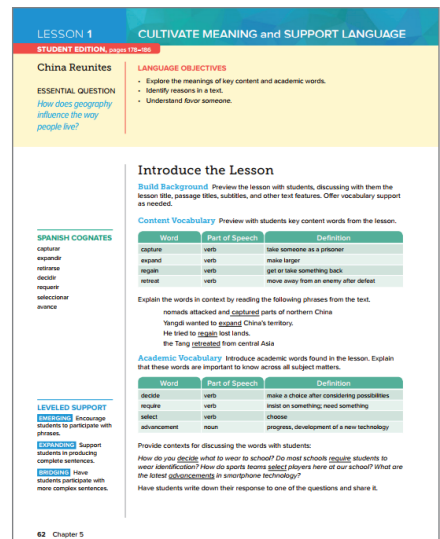 LESSON 1
CULTIVATE MEANING and SUPPORT LANGUAGE
STUDENT EDITION, pages 178–186
China Reunites
ESSENTIAL QUESTION
How does geography
influence the way
people live?
LANGUAGE OBJECTIVES
• Explore the meanings of key content and academic words.
• Identify reasons in a text.
• Understand favor someone.
Introduce the Lesson
Build Background Preview the lesson with students, discussing with them the
lesson title, passage titles, subtitles, and other text features. Offer vocabulary support
as needed.
Content Vocabulary Preview with students key content words from the lesson.
Word Part of Speech Definition
capture verb take someone as a prisoner
expand verb make larger
regain verb get or take something back
retreat verb move away from an enemy after defeat
Explain the words in context by reading the following phrases from the text.
nomads attacked and captured parts of northern China
Yangdi wanted to expand China's territory.
He tried to regain lost lands.
the Tang retreated from central Asia
Academic Vocabulary Introduce academic words found in the lesson. Explain
that these words are important to know across all subject matters.
Word Part of Speech Definition
decide verb make a choice after considering possibilities
require verb insist on something; need something
select verb choose
advancement noun progress, development of a new technology
Provide contexts for discussing the words with students:
How do you decide what to wear to school? Do most schools require students to
wear identification? How do sports teams select players here at our school? What are
the latest advancements in smartphone technology?
Have students write down their response to one of the questions and share it.
SPANISH COGNATES
capturar
expandir
retirarse
decidir
requerir
seleccionar
avance
LEVELED SUPPORT
EMERGING Encourage
students to participate with
phrases.
EXPANDING Support
students in producing
complete sentences.
BRIDGING Have
students participate with
more complex sentences.
62 Chapter 5